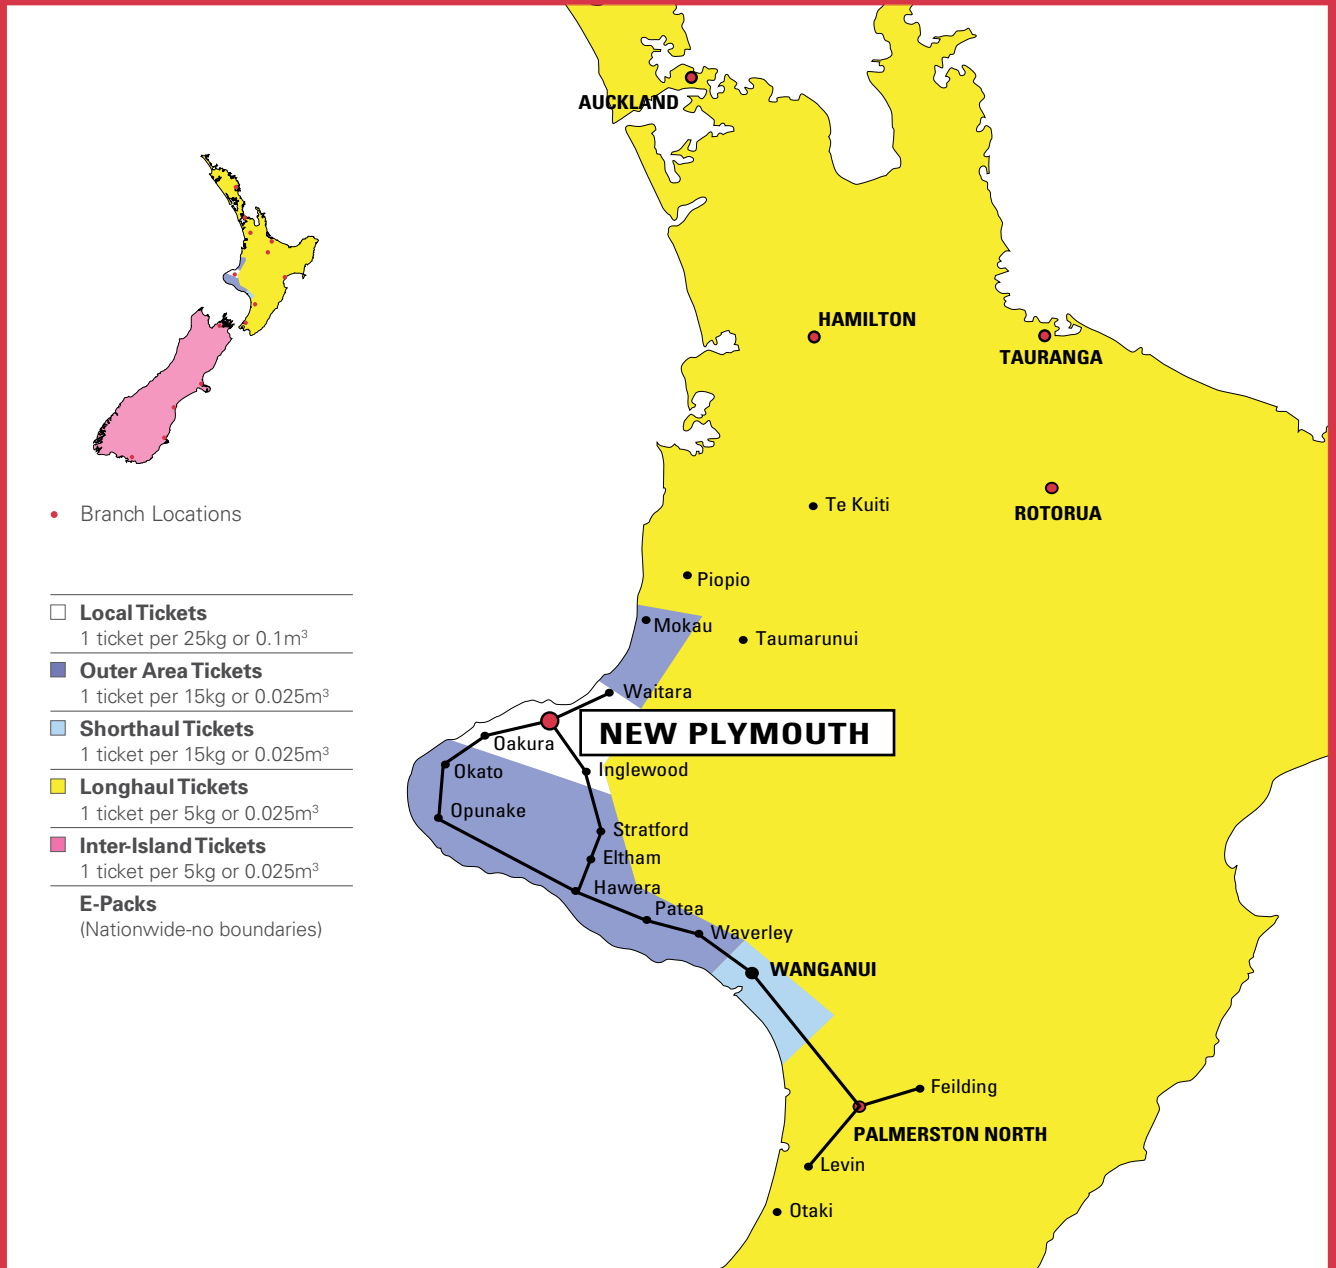 AUCKLAND
HAMILTON
TAURANGA
Te Kuiti
ROTORUA
Branch Locations
Piopio
Mokau
Taumarunui
Waitara
NEW PLYMOUTH
Oakura
Okato
Inglewood
Opunake
Stratford
Eltham
Hawera
Patea
Waverley
WANGANUI
Feilding
PALMERSTON NORTH
Levin
Otaki
Local Tickets
1 ticket per 25kg or 0.1m³
Outer Area Tickets
1 ticket per 15kg or 0.025m³
Shorthaul Tickets
1 ticket per 15kg or 0.025m³
Longhaul Tickets
1 ticket per 5kg or 0.025m³
Inter-Island Tickets
1 ticket per 5kg or 0.025m³
E-Packs
(Nationwide-no boundaries)